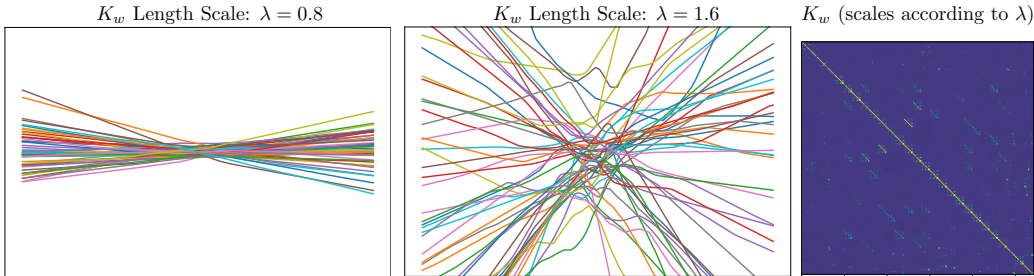 K_w Length Scale: λ = 0.8
K_w Length Scale: λ = 1.6
K_w (scales according to λ)